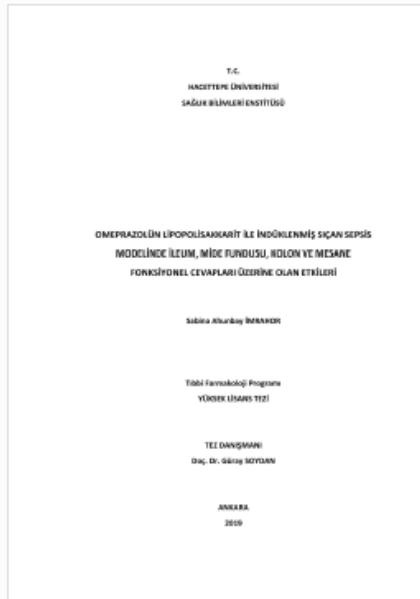 T.C.
HACETTEPE ÜNİVERSİTESİ
SAĞLIK BİLİMLERİ ENSTİTÜSÜ
OMEPRAZOLÜN LİPOPOLİSAKKARİT İLE İNDÜKLENMİŞ SIÇAN SEPSİS
MODELİNDE İLEUM, MİDE FUNDUSU, KOLON VE MESANE
FONKSİYONEL CEVAPLARI ÜZERİNE OLAN ETKİLERİ
Sabina Ahunbay İMRAHOR
Tıbbi Farmakoloji Programı
YÜKSEK LİSANS TEZİ
TEZ DANIŞMANI
Doç. Dr. Güray SOYDAN
ANKARA
2019